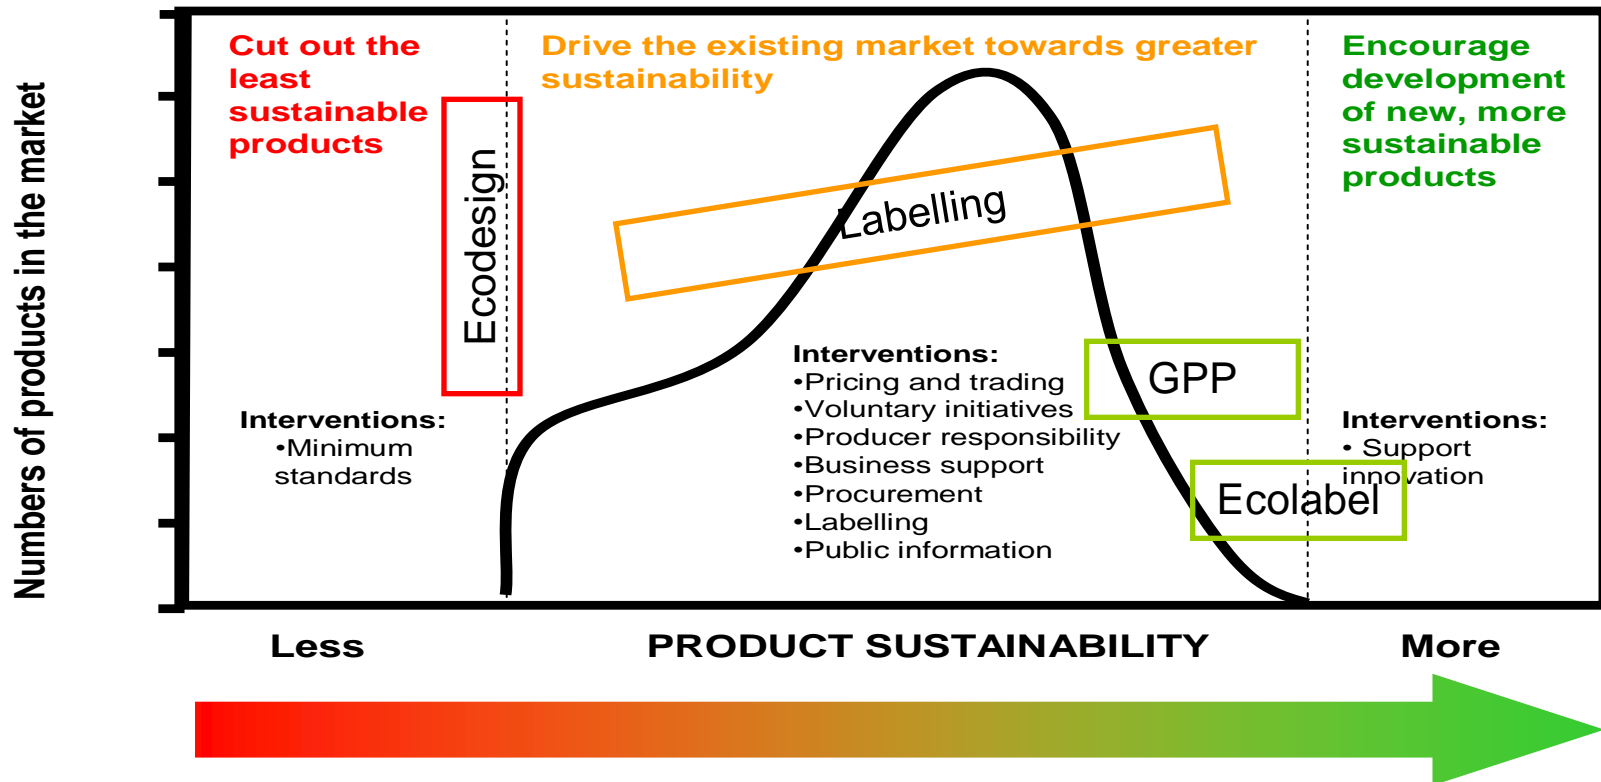 Numbers of products in the market
Cut out the
least
sustainable
products
Ecodesign
Interventions:
•Minimum
standards
Drive the existing market towards greater
sustainability
Labelling
Interventions:
•Pricing and trading
•Voluntary initiatives
•Producer responsibility
•Business support
•Procurement
•Labelling
•Public information
GPP
Ecolabel
Encourage
development
of new, more
sustainable
products
Interventions:
• Support
innovation
Less
PRODUCT SUSTAINABILITY
More